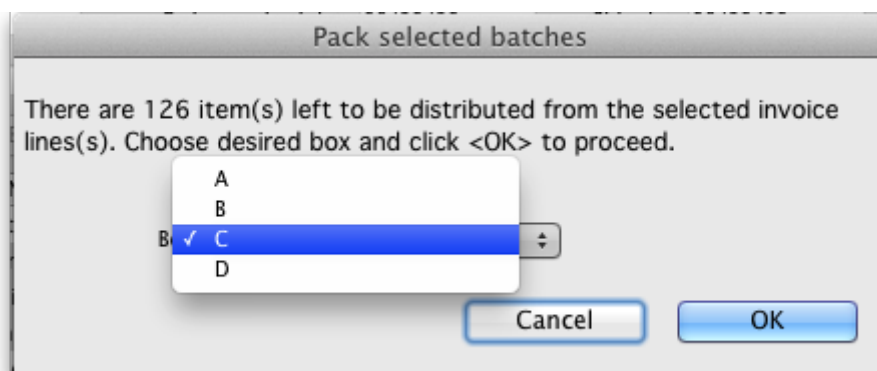 Pack selected batches
There are 126 item(s) left to be distributed from the selected invoice
lines(s). Choose desired box and click <OK> to proceed.
A
B
✓ C
D
Cancel
OK